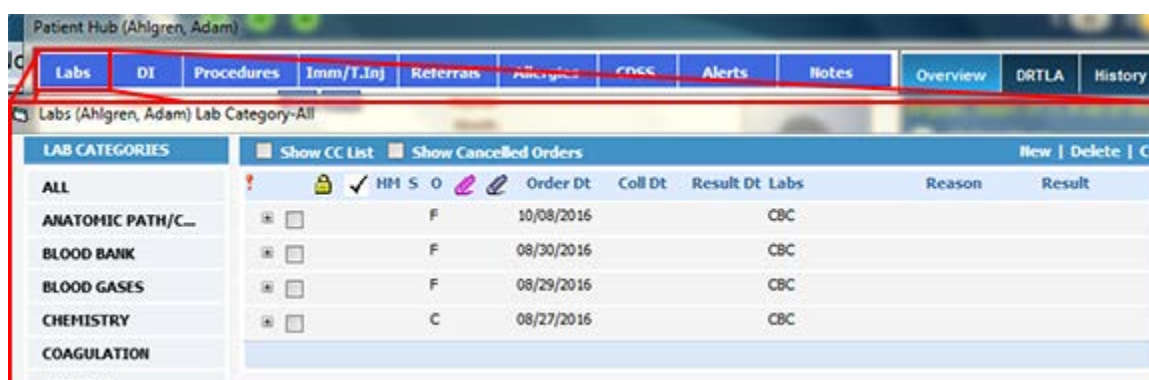 Patient Hub (Ahlgren, Adam)
Labs DI Procedures Imm/T.Inj Referrals Allergies CDSS Alerts Notes Overview DRTLA History
Labs (Ahlgren, Adam) Lab Category-All
LAB CATEGORIES Show CC List Show Cancelled Orders New | Delete | C
ALL ! HM S O Order Dt Coll Dt Result Dt Labs Reason Result
ANATOMIC PATH/C... F 10/08/2016 CBC
BLOOD BANK F 08/30/2016 CBC
BLOOD GASES F 08/29/2016 CBC
CHEMISTRY C 08/27/2016 CBC
COAGULATION